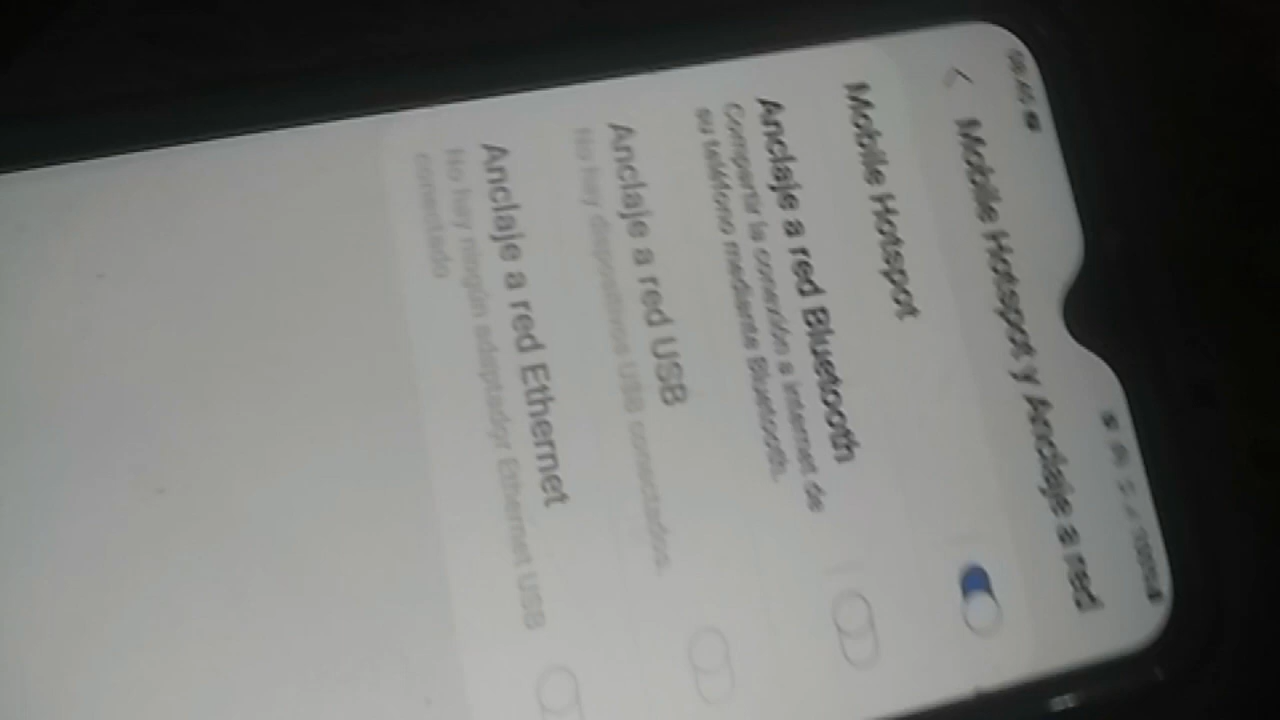 Mobile Hotspot y Anclaje a red
Mobile Hotspot
Anclaje a red Bluetooth
Compartir la conexión a Internet de
su teléfono mediante Bluetooth.
Anclaje a red USB
No hay dispositivos USB conectados.
Anclaje a red Ethernet
No hay ningún adaptador Ethernet USB
conectado